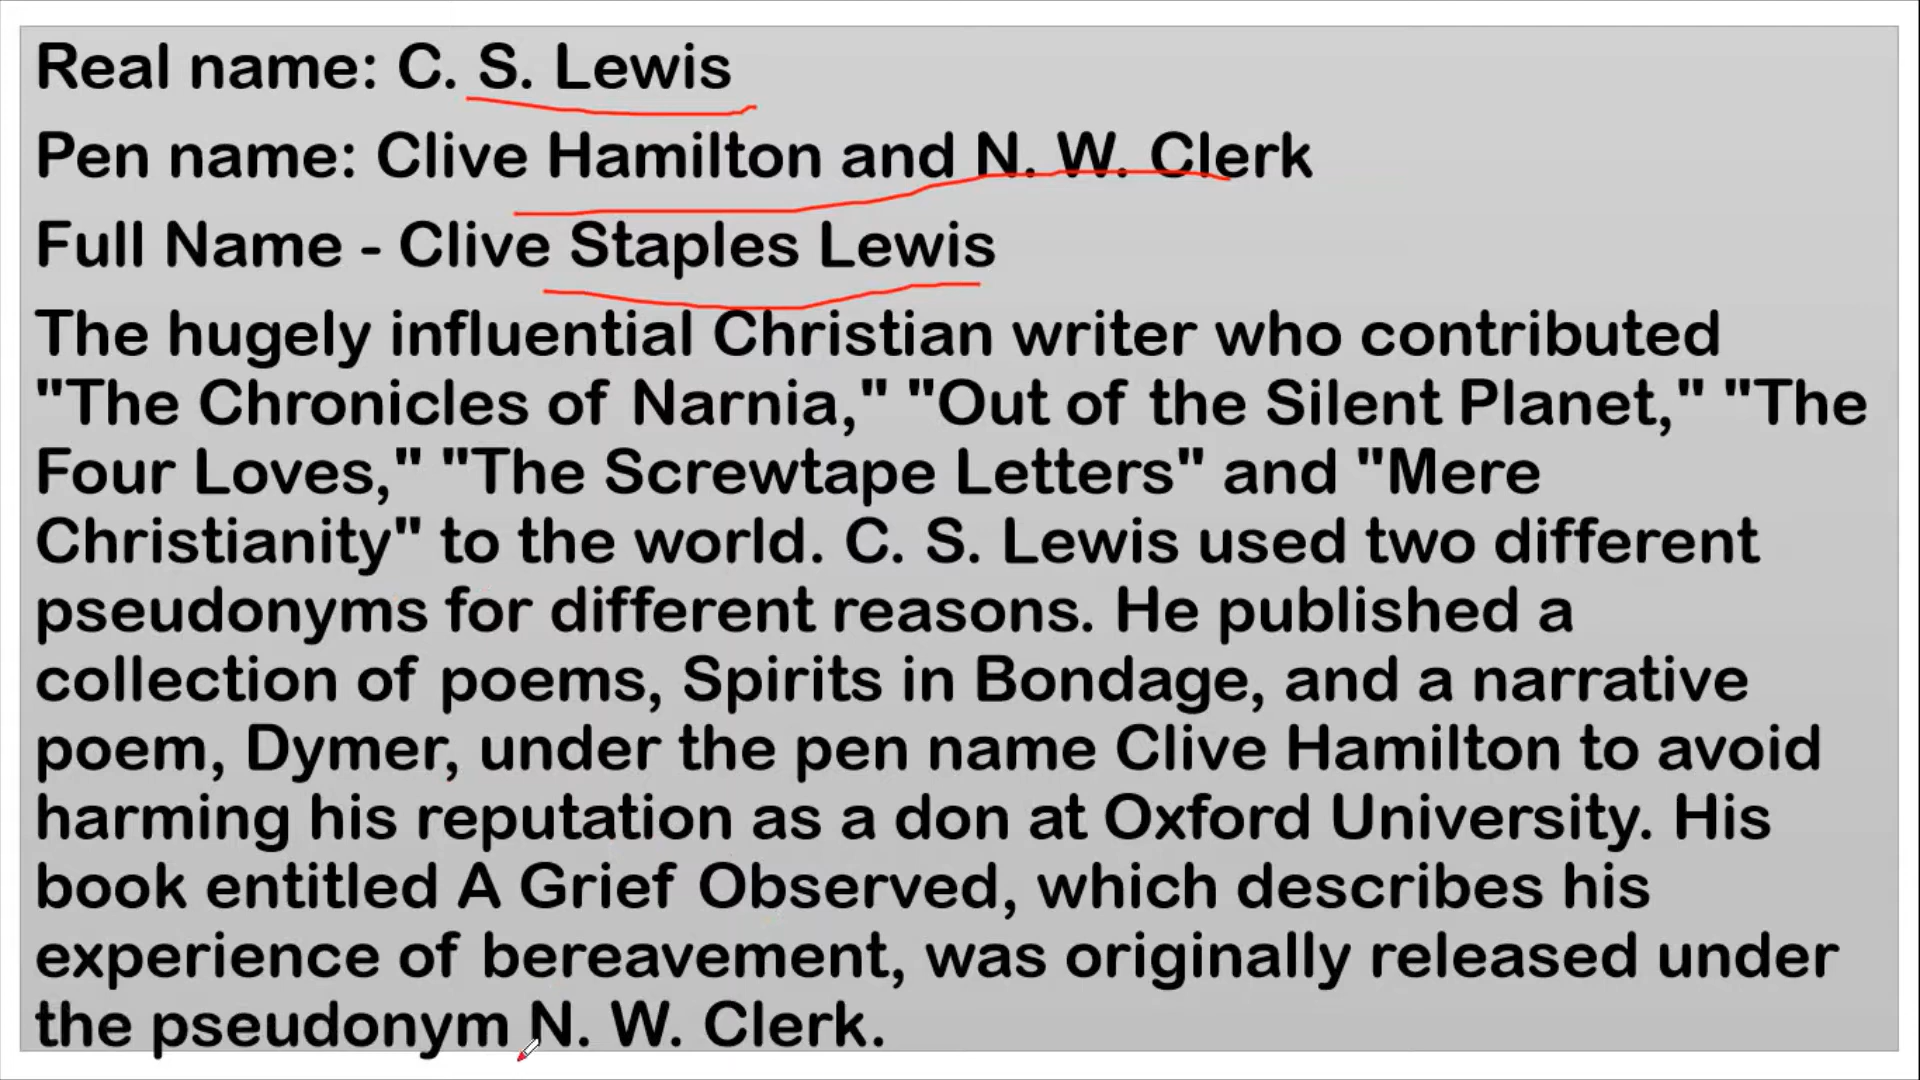 Real name: C. S. Lewis
Pen name: Clive Hamilton and N. W. Clerk
Full Name - Clive Staples Lewis
The hugely influential Christian writer who contributed
"The Chronicles of Narnia," "Out of the Silent Planet," "The
Four Loves," "The Screwtape Letters" and "Mere
Christianity" to the world. C. S. Lewis used two different
pseudonyms for different reasons. He published a
collection of poems, Spirits in Bondage, and a narrative
poem, Dymer, under the pen name Clive Hamilton to avoid
harming his reputation as a don at Oxford University. His
book entitled A Grief Observed, which describes his
experience of bereavement, was originally released under
the pseudonym N. W. Clerk.